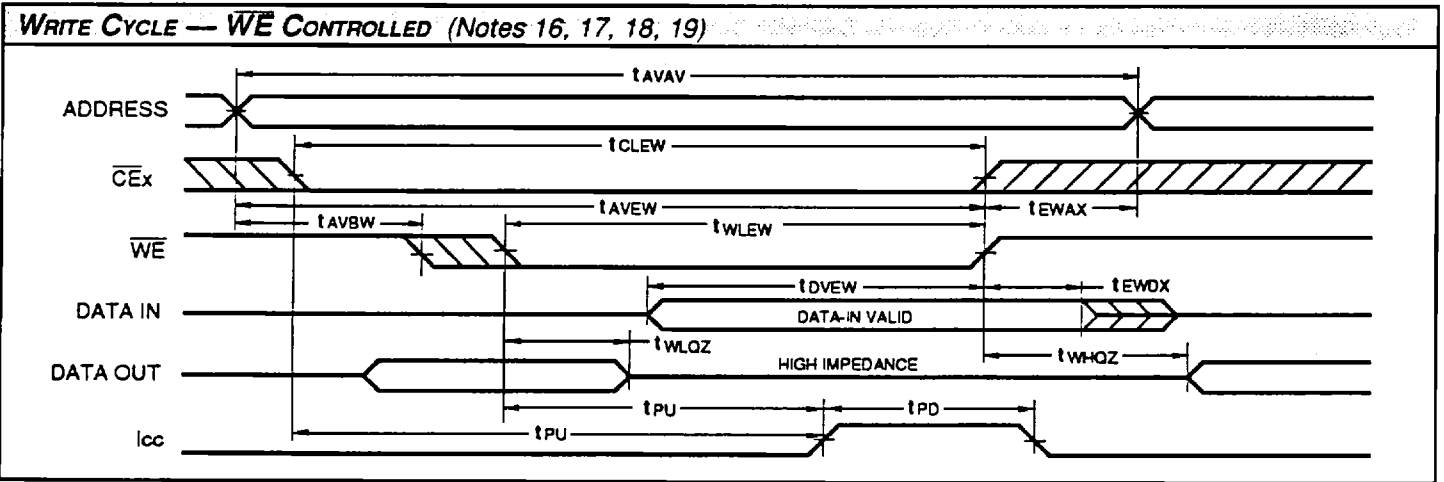 WRITE CYCLE — WE CONTROLLED (Notes 16, 17, 18, 19)
tAVAV
ADDRESS
tCLEW
CEx
tAVEW
tEWAX
tAVBW
tWLEW
WE
tDVEW
tEWDX
DATA IN
DATA-IN VALID
tWLQZ
tWHQZ
DATA OUT
HIGH IMPEDANCE
tPU
tPD
tPU
Icc